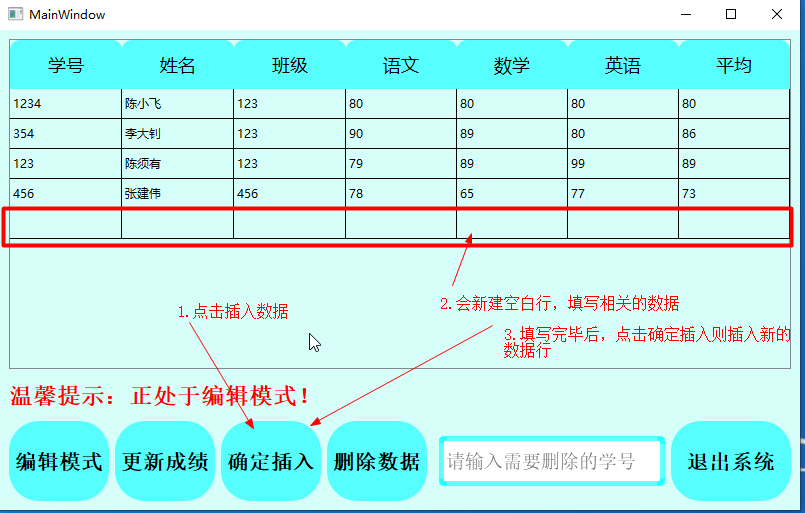 MainWindow
学号 姓名 班级 语文 数学 英语 平均
1234 陈小飞 123 80 80 80 80
354 李大钊 123 90 89 80 86
123 陈须有 123 79 89 99 89
456 张建伟 456 78 65 77 73
1.点击插入数据
2.会新建空白行，填写相关的数据
3.填写完毕后，点击确定插入则插入新的
数据行
温馨提示：正处于编辑模式！
编辑模式 更新成绩 确定插入 删除数据 请输入需要删除的学号 退出系统